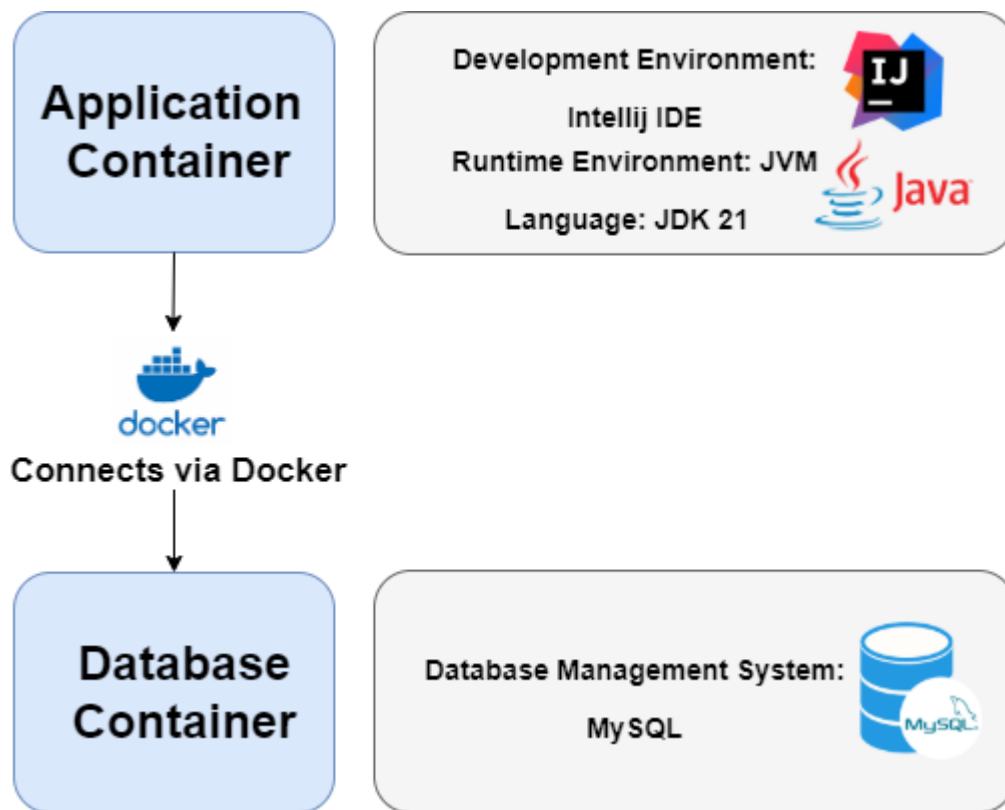 Application
Container
Development Environment:
Intellij IDE
Runtime Environment: JVM
Language: JDK 21
IJ
Java
docker
Connects via Docker
Database
Container
Database Management System:
MySQL
MySQL